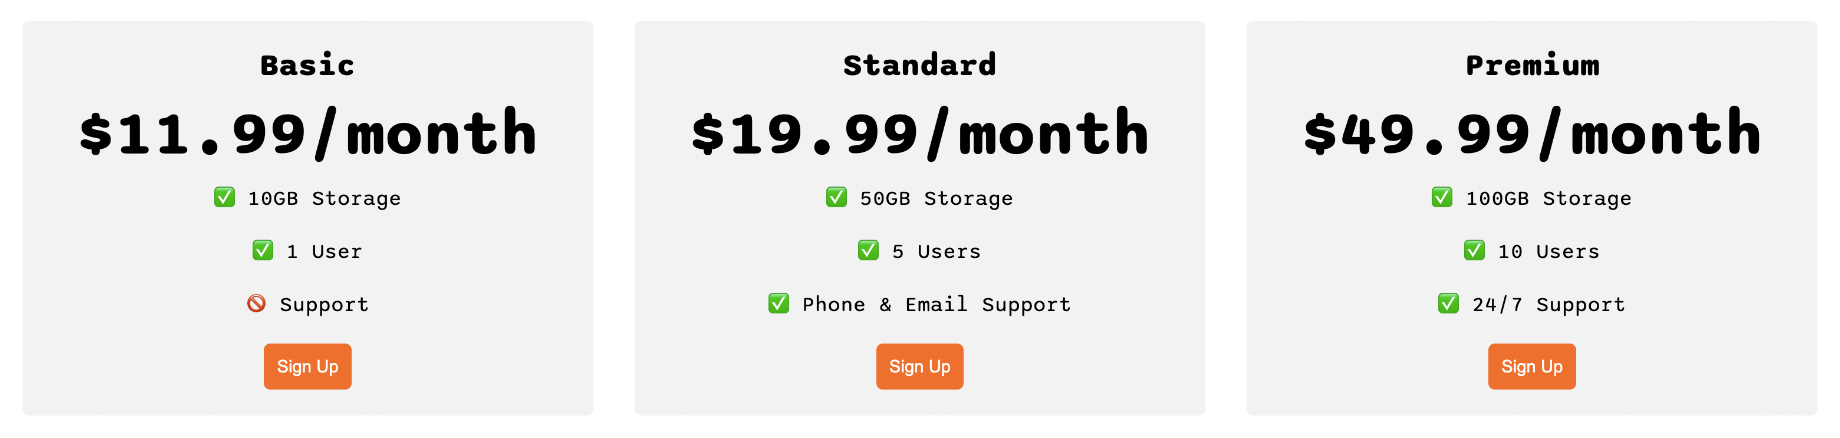 Basic
$11.99/month
✅ 10GB Storage
✅ 1 User
🚫 Support
Sign Up
Standard
$19.99/month
✅ 50GB Storage
✅ 5 Users
✅ Phone & Email Support
Sign Up
Premium
$49.99/month
✅ 100GB Storage
✅ 10 Users
✅ 24/7 Support
Sign Up